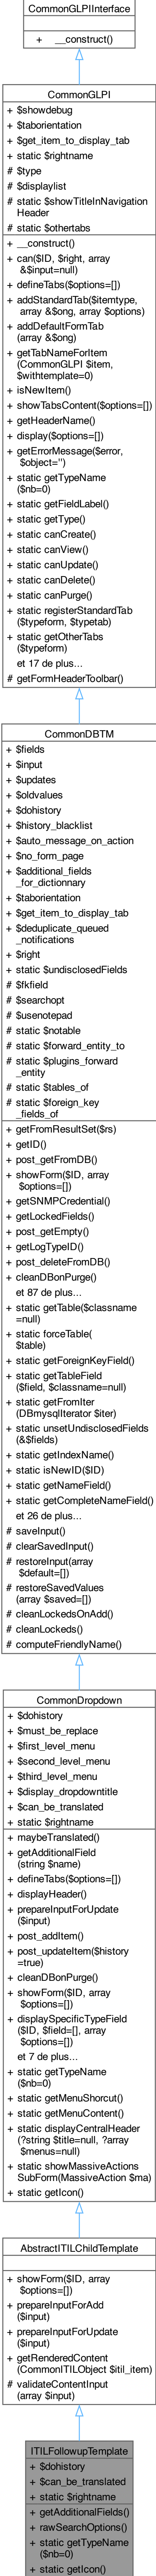 CommonGLPIInterface
+ __construct()
CommonGLPI
+ $showdebug
+ $taborientation
+ $get_item_to_display_tab
+ static $rightname
# $type
# $displaylist
# static $showTitleInNavigation
Header
# static $othertabs
+ __construct()
+ can($ID, $right, array
&$input=null)
+ defineTabs($options=[])
+ addStandardTab($itemtype,
array &$ong, array $options)
+ addDefaultFormTab
(array &$ong)
+ getTabNameForItem
(CommonGLPI $item,
$withtemplate=0)
+ isNewItem()
+ showTabsContent($options=[])
+ getHeaderName()
+ display($options=[])
+ getErrorMessage($error,
$object='')
+ static getTypeName
($nb=0)
+ static getFieldLabel()
+ static getType()
+ static canCreate()
+ static canView()
+ static canUpdate()
+ static canDelete()
+ static canPurge()
+ static registerStandardTab
($typeform, $typetab)
+ static getOtherTabs
($typeform)
et 17 de plus...
# getFormHeaderToolbar()
CommonDBTM
+ $fields
+ $input
+ $updates
+ $oldvalues
+ $dohistory
+ $history_blacklist
+ $auto_message_on_action
+ $no_form_page
+ $additional_fields
_for_dictionnary
+ $taborientation
+ $get_item_to_display_tab
+ $deduplicate_queued
_notifications
+ $right
+ static $undisclosedFields
# $fkfield
# $searchopt
# $usenotepad
# static $notable
# static $forward_entity_to
# static $plugins_forward
_entity
# static $tables_of
# static $foreign_key
_fields_of
+ getFromResultSet($rs)
+ getID()
+ post_getFromDB()
+ showForm($ID, array
$options=[])
+ getSNMPCredential()
+ getLockedFields()
+ post_getEmpty()
+ getLogTypeID()
+ post_deleteFromDB()
+ cleanDBonPurge()
et 87 de plus...
+ static getTable($classname
=null)
+ static forceTable(
$table)
+ static getForeignKeyField()
+ static getTableField
($field, $classname=null)
+ static getFromIter
(DBmysqlIterator $iter)
+ static unsetUndisclosedFields
(&$fields)
+ static getIndexName()
+ static isNewID($ID)
+ static getNameField()
+ static getCompleteNameField()
et 26 de plus...
# saveInput()
# clearSavedInput()
# restoreInput(array
$default=[])
# restoreSavedValues
(array $saved=[])
# cleanLockedsOnAdd()
# cleanLockeds()
# computeFriendlyName()
CommonDropdown
+ $dohistory
+ $must_be_replace
+ $first_level_menu
+ $second_level_menu
+ $third_level_menu
+ $display_dropdowntitle
+ $can_be_translated
+ static $rightname
+ maybeTranslated()
+ getAdditionalField
(string $name)
+ defineTabs($options=[])
+ displayHeader()
+ prepareInputForUpdate
($input)
+ post_addItem()
+ post_updateItem($history
=true)
+ cleanDBonPurge()
+ showForm($ID, array
$options=[])
+ displaySpecificTypeField
($ID, $field=[], array
$options=[])
et 7 de plus...
+ static getTypeName
($nb=0)
+ static getMenuShorcut()
+ static getMenuContent()
+ static displayCentralHeader
(?string $title=null, ?array
$menus=null)
+ static showMassiveActions
SubForm(MassiveAction $ma)
+ static getIcon()
AbstractITILChildTemplate
+ showForm($ID, array
$options=[])
+ prepareInputForAdd
($input)
+ prepareInputForUpdate
($input)
+ getRenderedContent
(CommonITILObject $itil_item)
# validateContentInput
(array $input)
ITILFollowupTemplate
+ $dohistory
+ $can_be_translated
+ static $rightname
+ getAdditionalFields()
+ rawSearchOptions()
+ static getTypeName
($nb=0)
+ static getIcon()